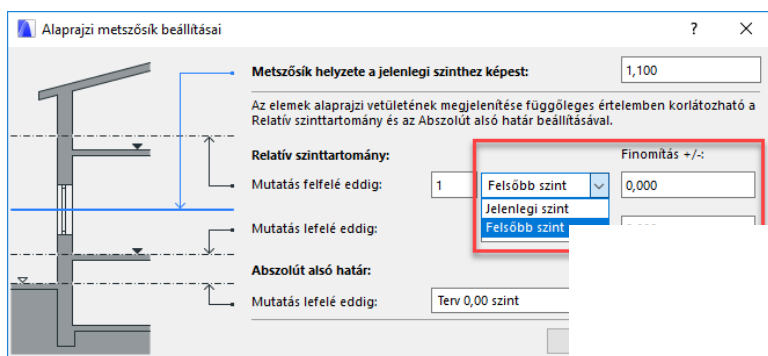 Alaprajzi metszősík beállításai ?
Metszősík helyzete a jelenlegi szinthez képest: 1,100
Az elemek alaprajzi vetületének megjelenítése függőleges értelemben korlátozható a
Relatív szinttartomány és az Abszolút alsó határ beállításával.
Relatív szinttartomány: Finomítás +/-:
Mutatás felfelé eddig: 1 Felsőbb szint 0,000
Jelenlegi szint
Mutatás lefelé eddig: Felsőbb szint
Abszolút alsó határ:
Mutatás lefelé eddig: Terv 0,00 szint